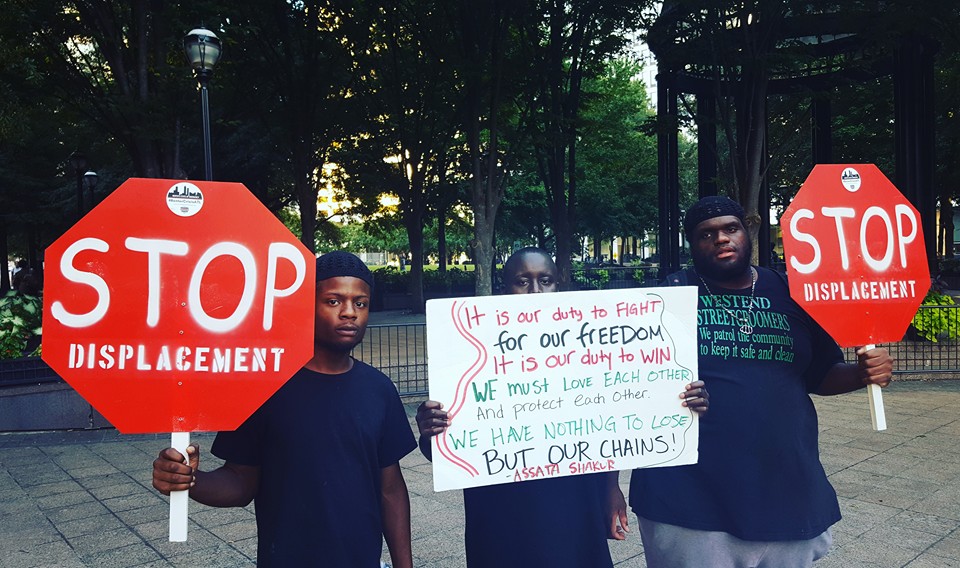 STOP
DISPLACEMENT
It is our duty to FIGHT
for our freedom
It is our duty to WIN
WE must LOVE EACH OTHER
And protect each other.
WE HAVE NOTHING TO LOSE
BUT OUR CHAINS!
- ASSATA SHAKUR
WESTEND
STREETGROOMERS
We patrol the community
to keep it safe and clean
STOP
DISPLACEMENT